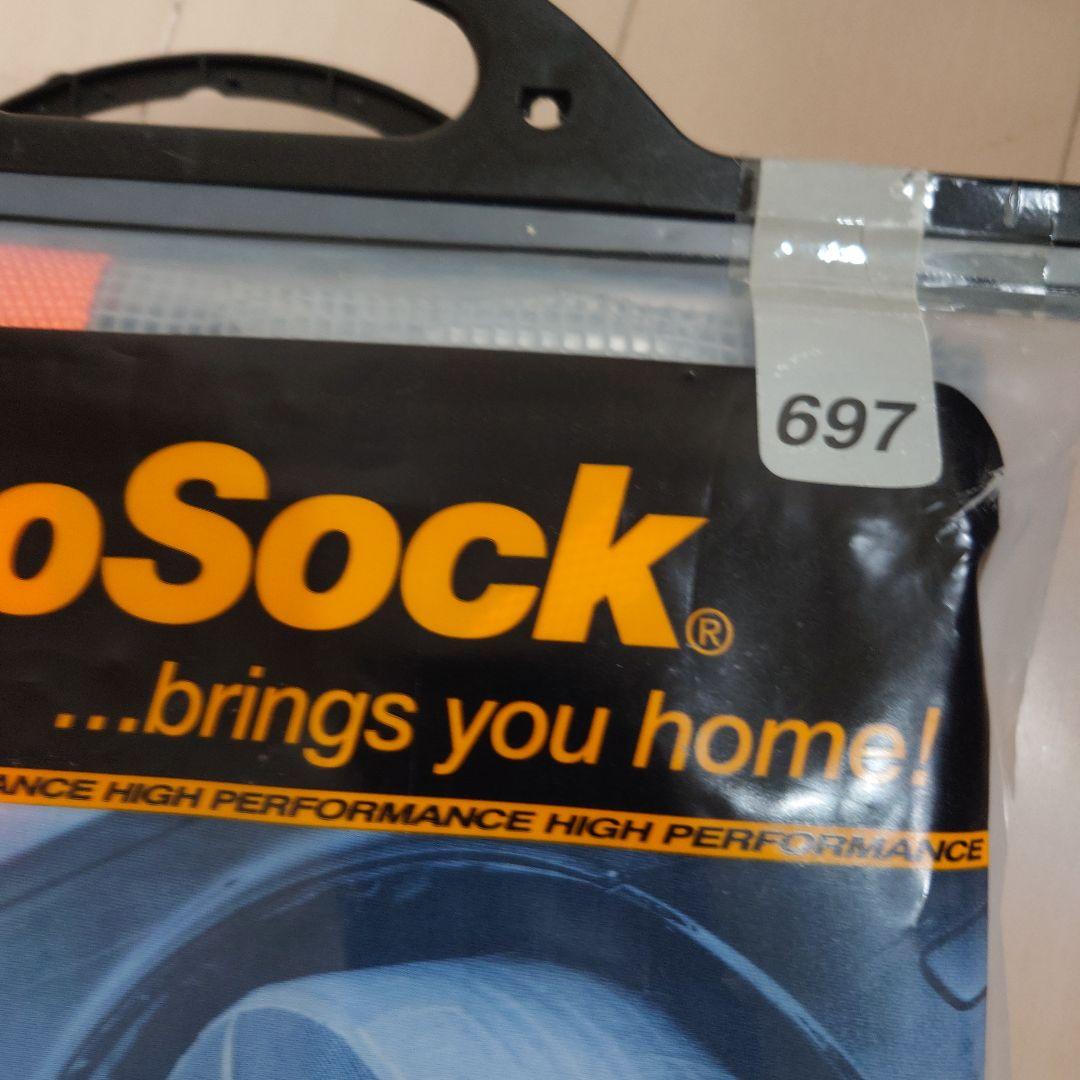 697
oSock®
...brings you home!
ANCE HIGH PERFORMANCE HIGH PERFORMANCE